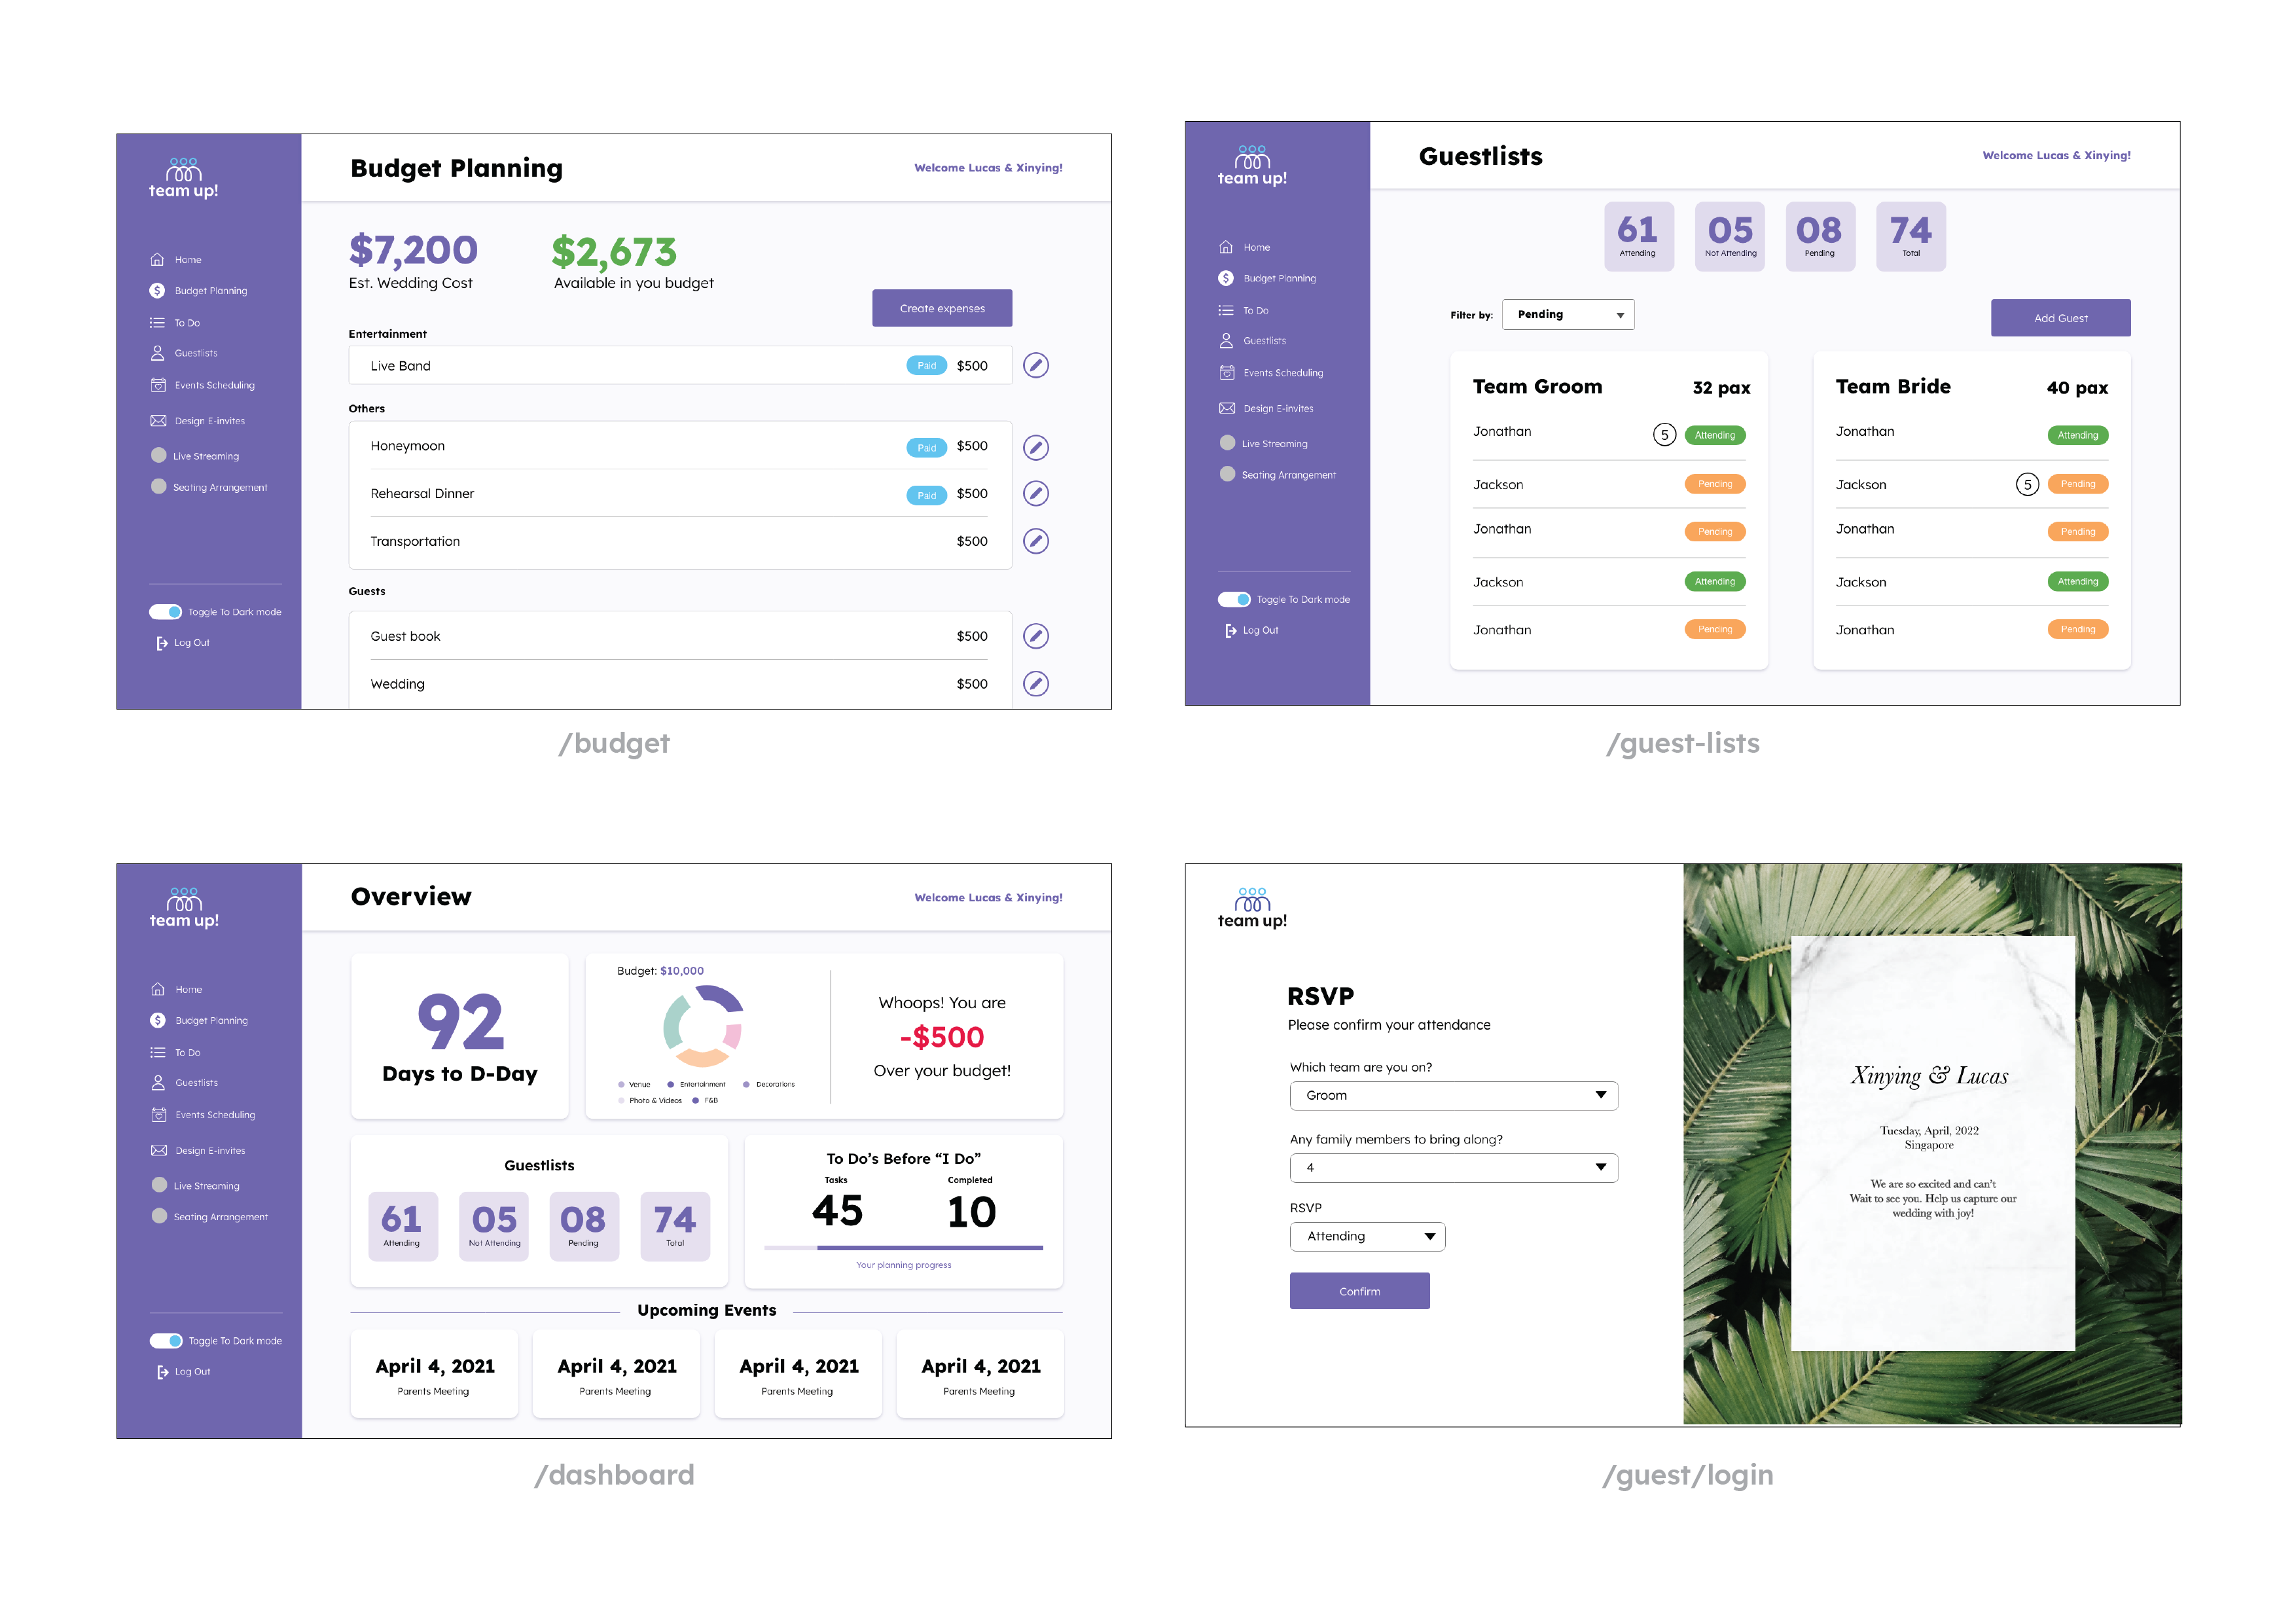 team up!
Home
Budget Planning
To Do
Guestlists
Events Scheduling
Design E-invites
Live Streaming
Seating Arrangement
Toggle To Dark mode
Log Out
Budget Planning
Welcome Lucas & Xinying!
$7,200
Est. Wedding Cost
$2,673
Available in you budget
Create expenses
Entertainment
Live Band Paid $500
Others
Honeymoon Paid $500
Rehearsal Dinner Paid $500
Transportation $500
Guests
Guest book $500
Wedding $500
/budget
team up!
Home
Budget Planning
To Do
Guestlists
Events Scheduling
Design E-invites
Live Streaming
Seating Arrangement
Toggle To Dark mode
Log Out
Guestlists
Welcome Lucas & Xinying!
61
Attending
05
Not Attending
08
Pending
74
Total
Filter by: Pending
Add Guest
Team Groom 32 pax
Jonathan 5 Attending
Jackson Pending
Jonathan Pending
Jackson Attending
Jonathan Pending
Team Bride 40 pax
Jonathan Attending
Jackson 5 Pending
Jonathan Pending
Jackson Attending
Jonathan Pending
/guest-lists
team up!
Home
Budget Planning
To Do
Guestlists
Events Scheduling
Design E-invites
Live Streaming
Seating Arrangement
Toggle To Dark mode
Log Out
Overview
Welcome Lucas & Xinying!
92
Days to D-Day
Budget: $10,000
Venue Entertainment Decorations
Photo & Videos F&B
Whoops! You are
-$500
Over your budget!
Guestlists
61
Attending
05
Not Attending
08
Pending
74
Total
To Do's Before “I Do”
Tasks
45
Completed
10
Your planning progress
Upcoming Events
April 4, 2021
Parents Meeting
April 4, 2021
Parents Meeting
April 4, 2021
Parents Meeting
April 4, 2021
Parents Meeting
/dashboard
team up!
RSVP
Please confirm your attendance
Which team are you on?
Groom
Any family members to bring along?
4
RSVP
Attending
Confirm
Xinying & Lucas
Tuesday, April, 2022
Singapore
We are so excited and can't
Wait to see you. Help us capture our
wedding with joy!
/guest/login